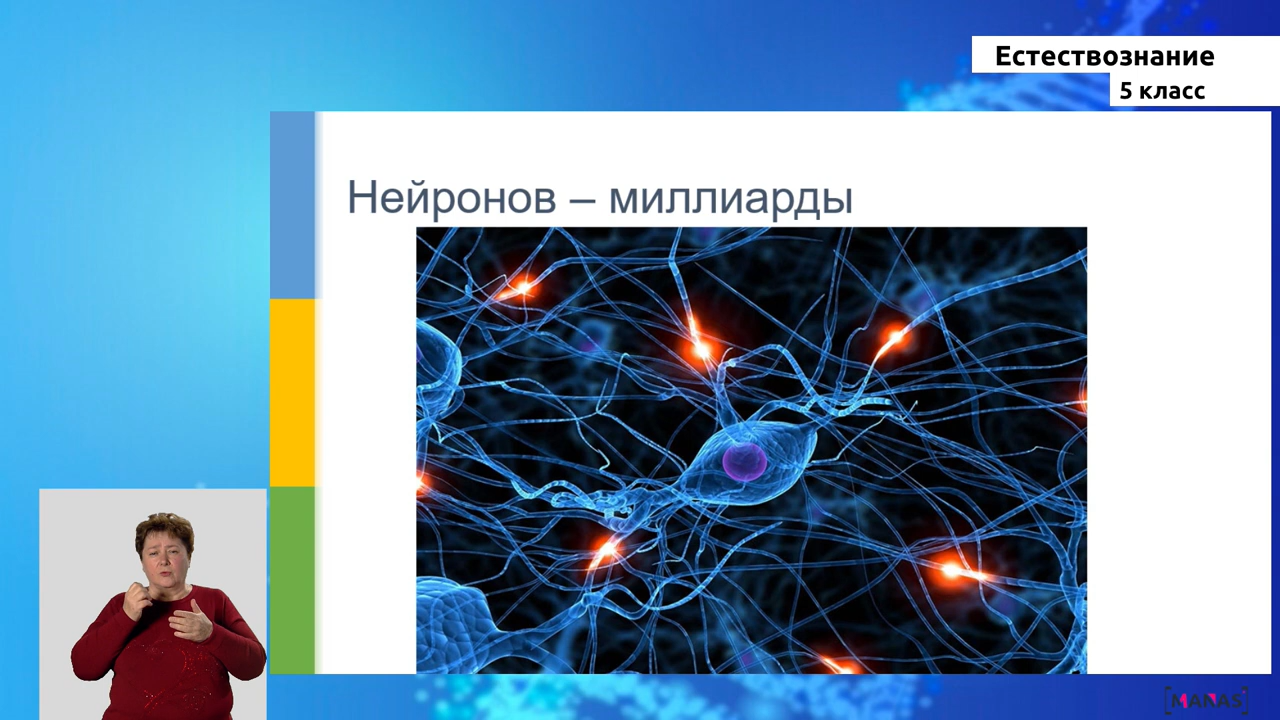 Естествознание
5 класс
Нейронов – миллиарды
MANAS